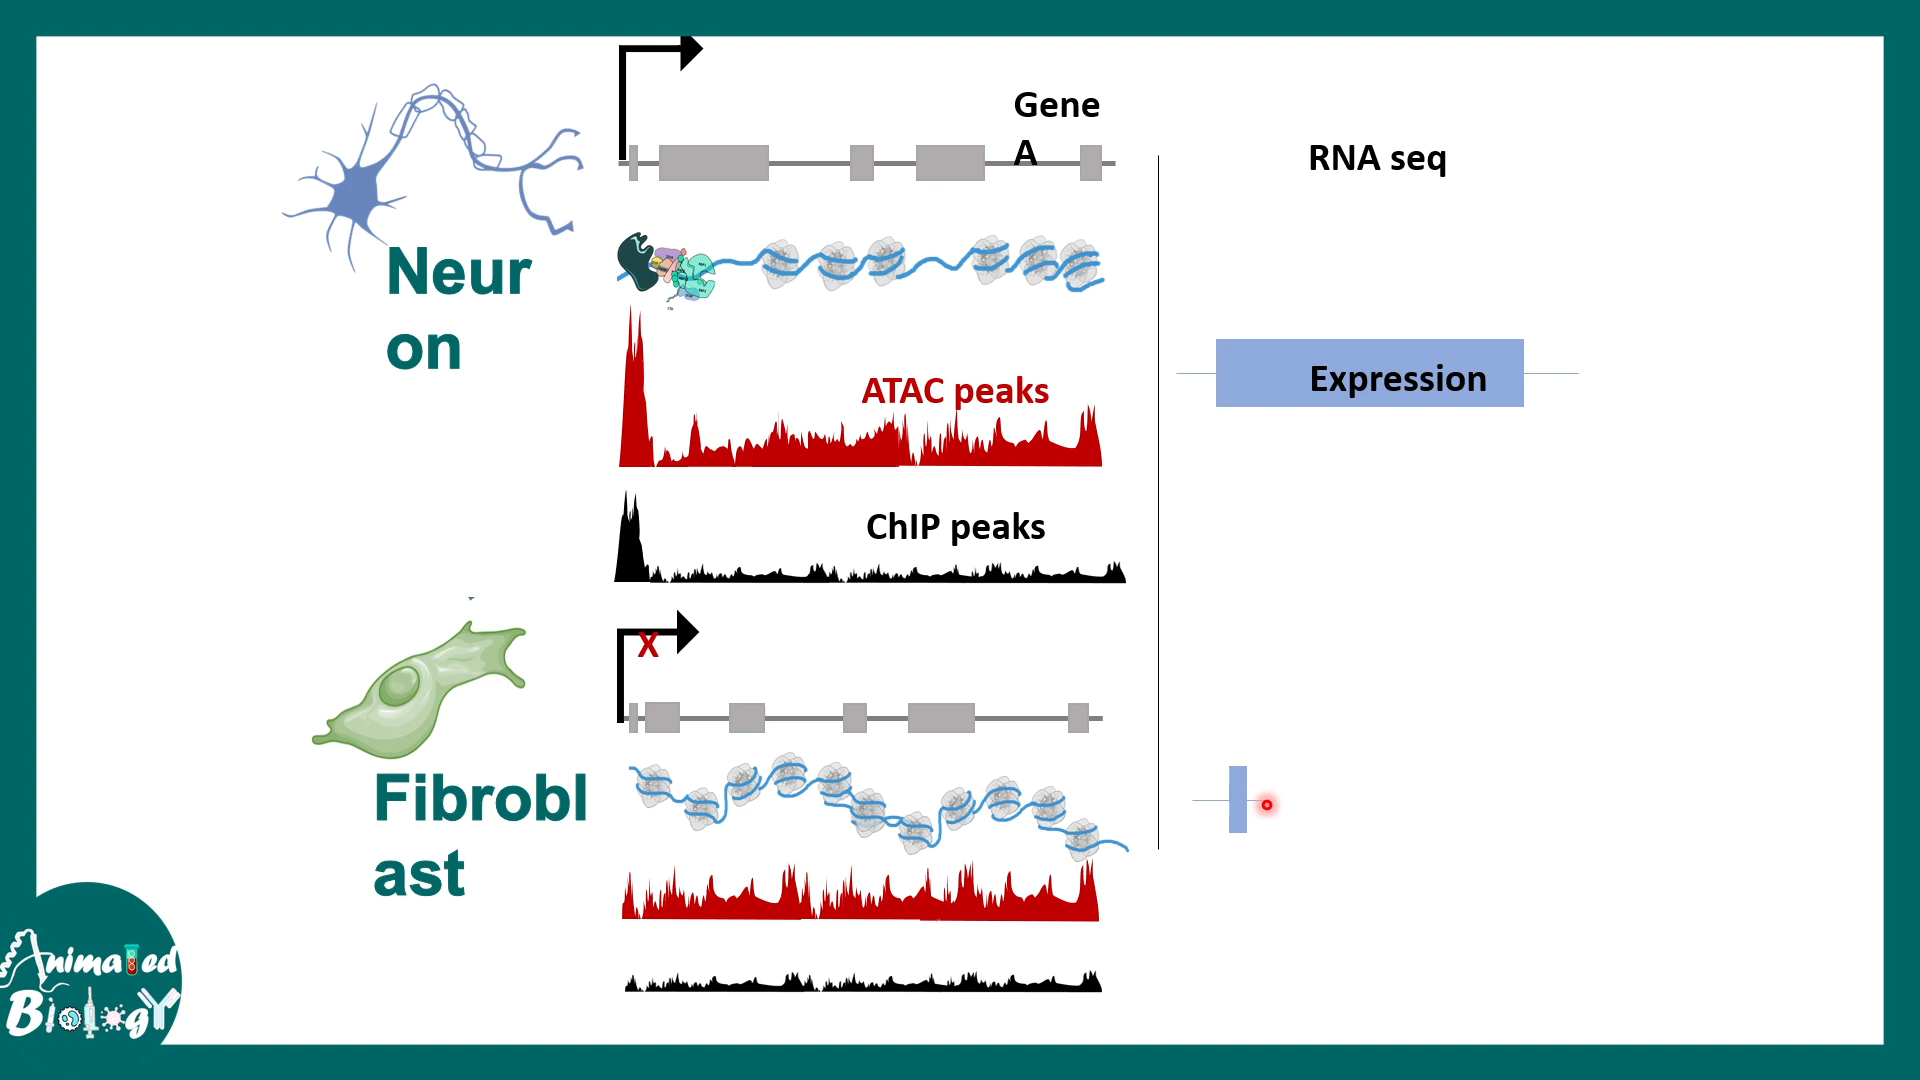 Gene
A
RNA seq
Neur
on
ATAC peaks
Expression
ChIP peaks
X
Fibrobl
ast
Animated
Biology